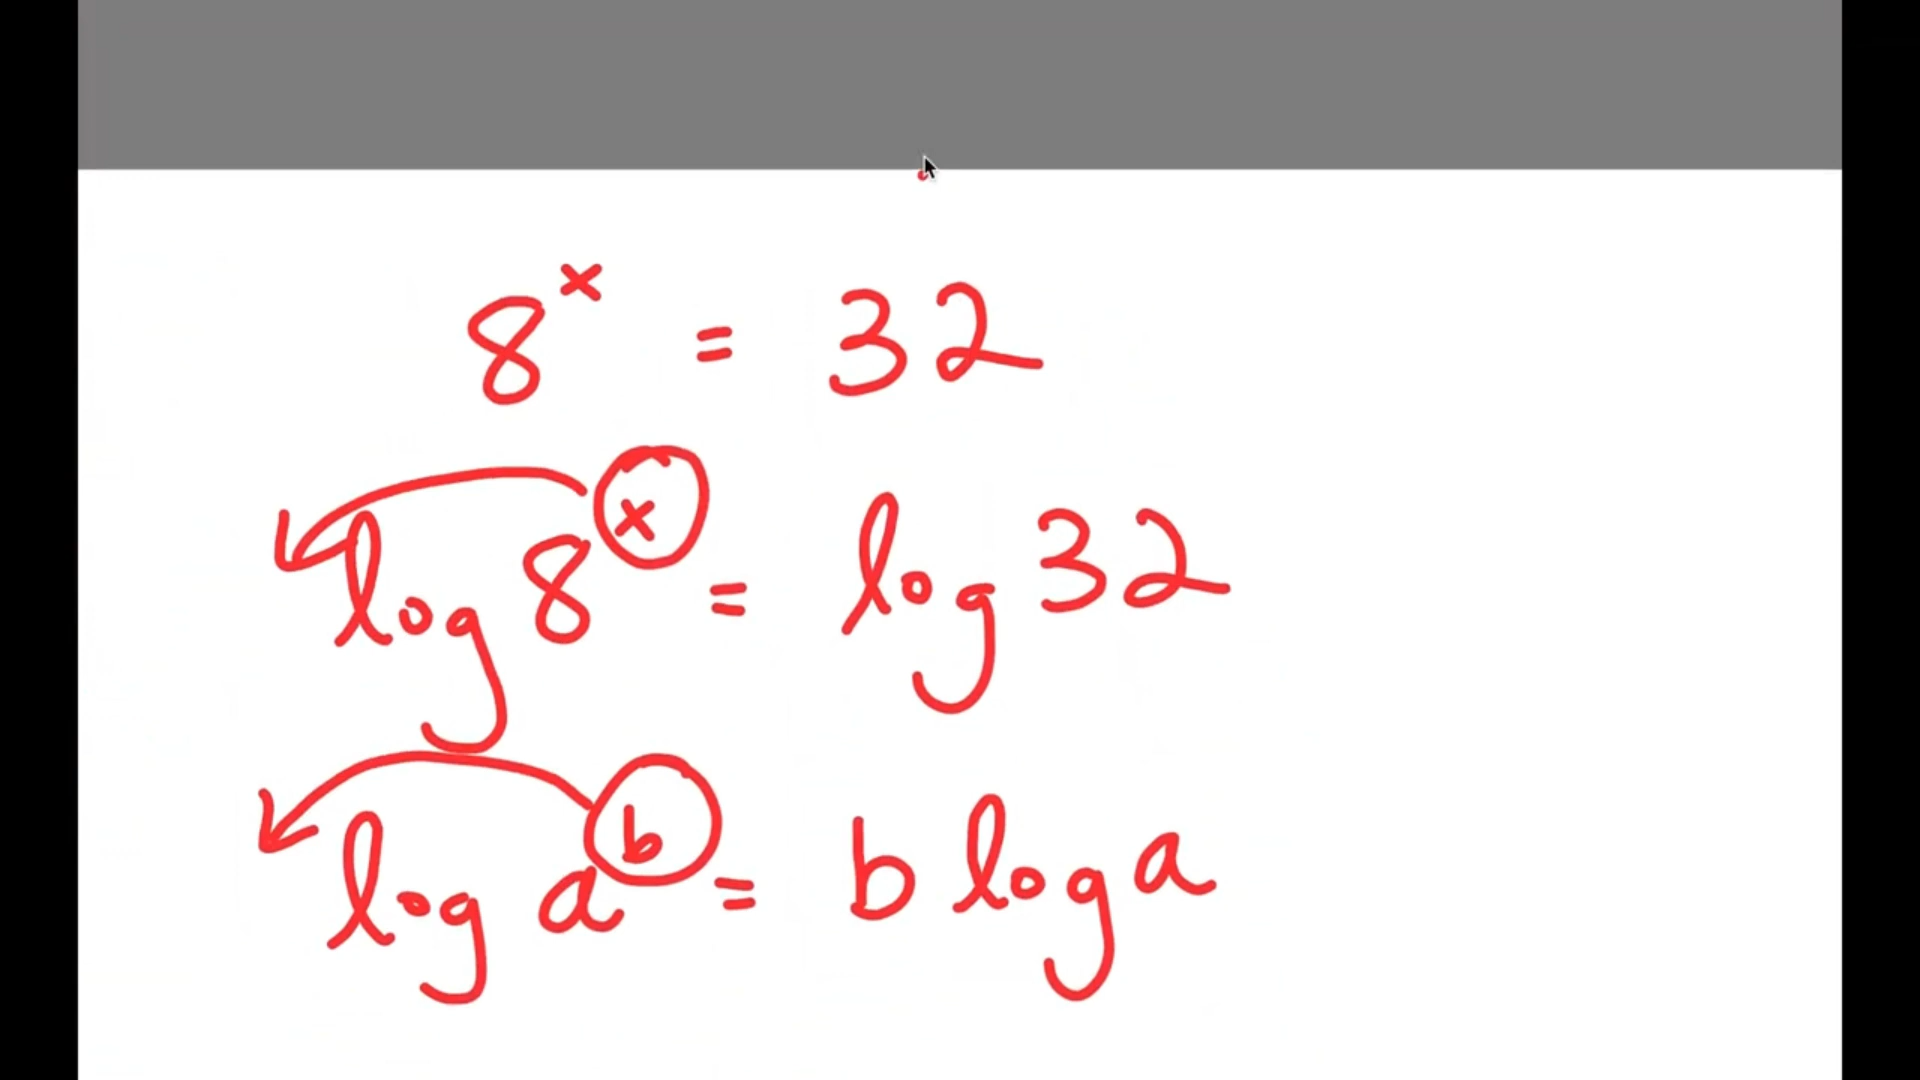 8^x = 32
log 8^x = log 32
log a^b = b log a